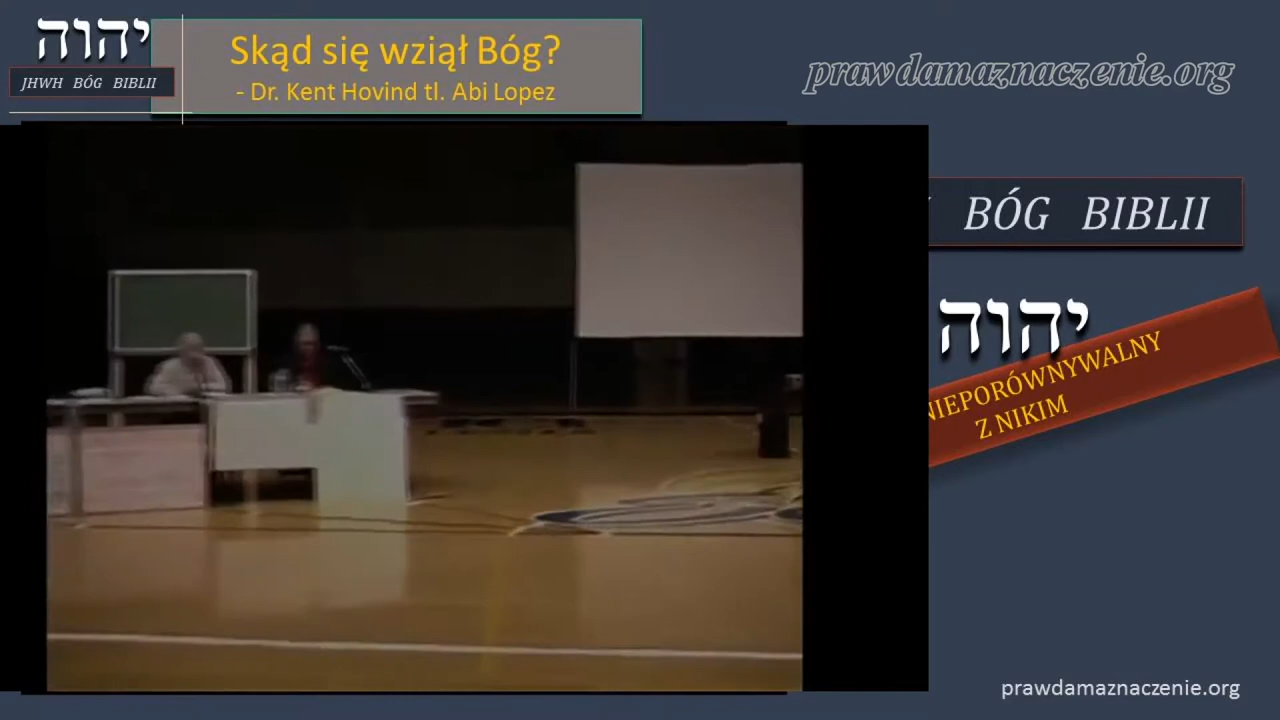 יהוה
JHWH BÓG BIBLII
Skąd się wziął Bóg?
- Dr. Kent Hovind tl. Abi Lopez
prawdamaznaczenie.org
BÓG BIBLII
יהוה
NIEPORÓWNYWALNY
Z NIKIM
prawdamaznaczenie.org